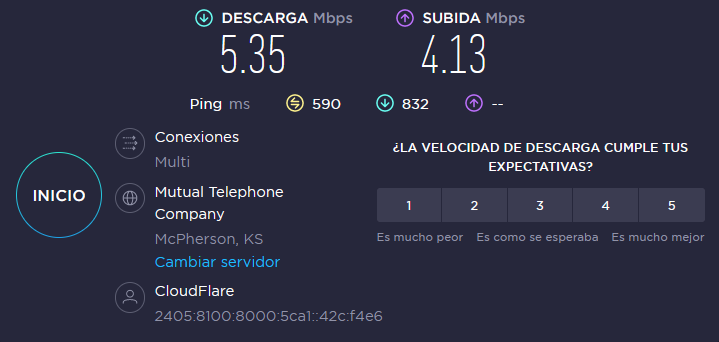 DESCARGA Mbps
SUBIDA Mbps
5.35
4.13
Ping ms 590 832 --
Conexiones
Multi
INICIO
Mutual Telephone
Company
McPherson, KS
Cambiar servidor
CloudFlare
2405:8100:8000:5ca1::42c:f4e6
¿LA VELOCIDAD DE DESCARGA CUMPLE TUS
EXPECTATIVAS?
1 2 3 4 5
Es mucho peor Es como se esperaba Es mucho mejor